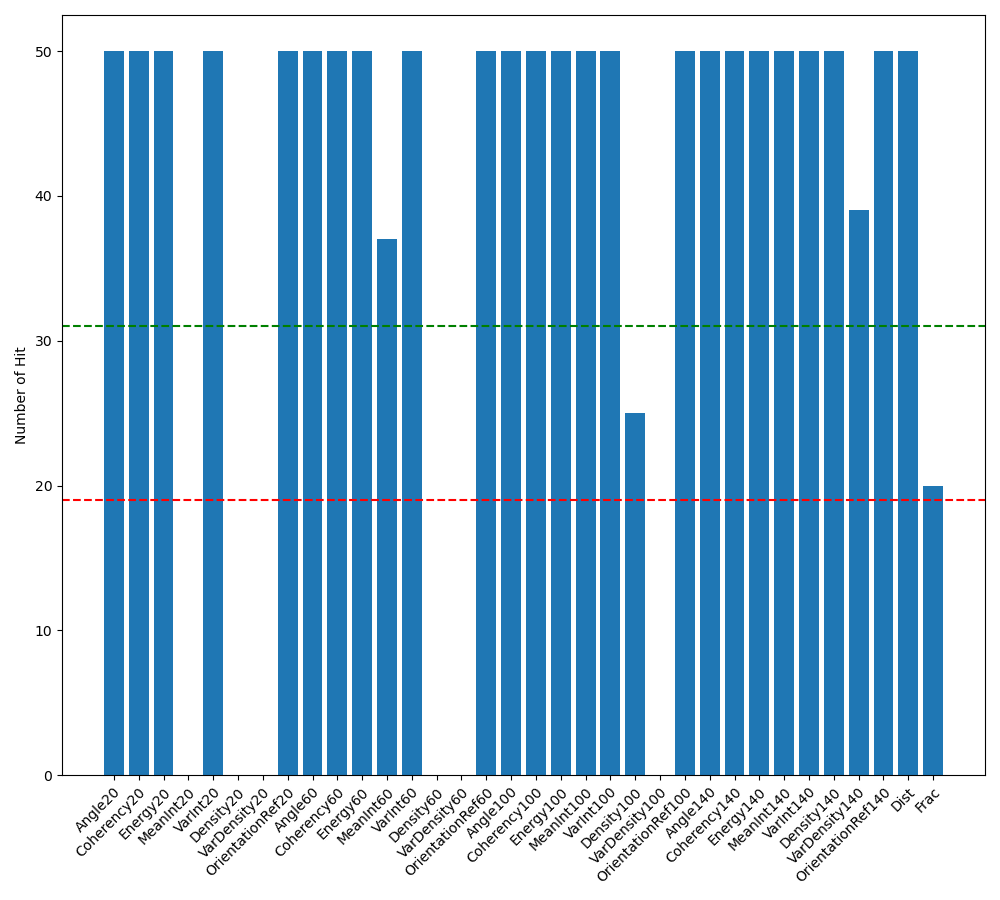 Number of Hit
50
40
30
20
10
0
Angle20
Coherency20
Energy20
MeanInt20
VarInt20
Density20
VarDensity20
OrientationRef20
Angle60
Coherency60
Energy60
MeanInt60
VarInt60
Density60
VarDensity60
OrientationRef60
Angle100
Coherency100
Energy100
MeanInt100
VarInt100
Density100
VarDensity100
OrientationRef100
Angle140
Coherency140
Energy140
MeanInt140
VarInt140
Density140
VarDensity140
OrientationRef140
Dist
Frac